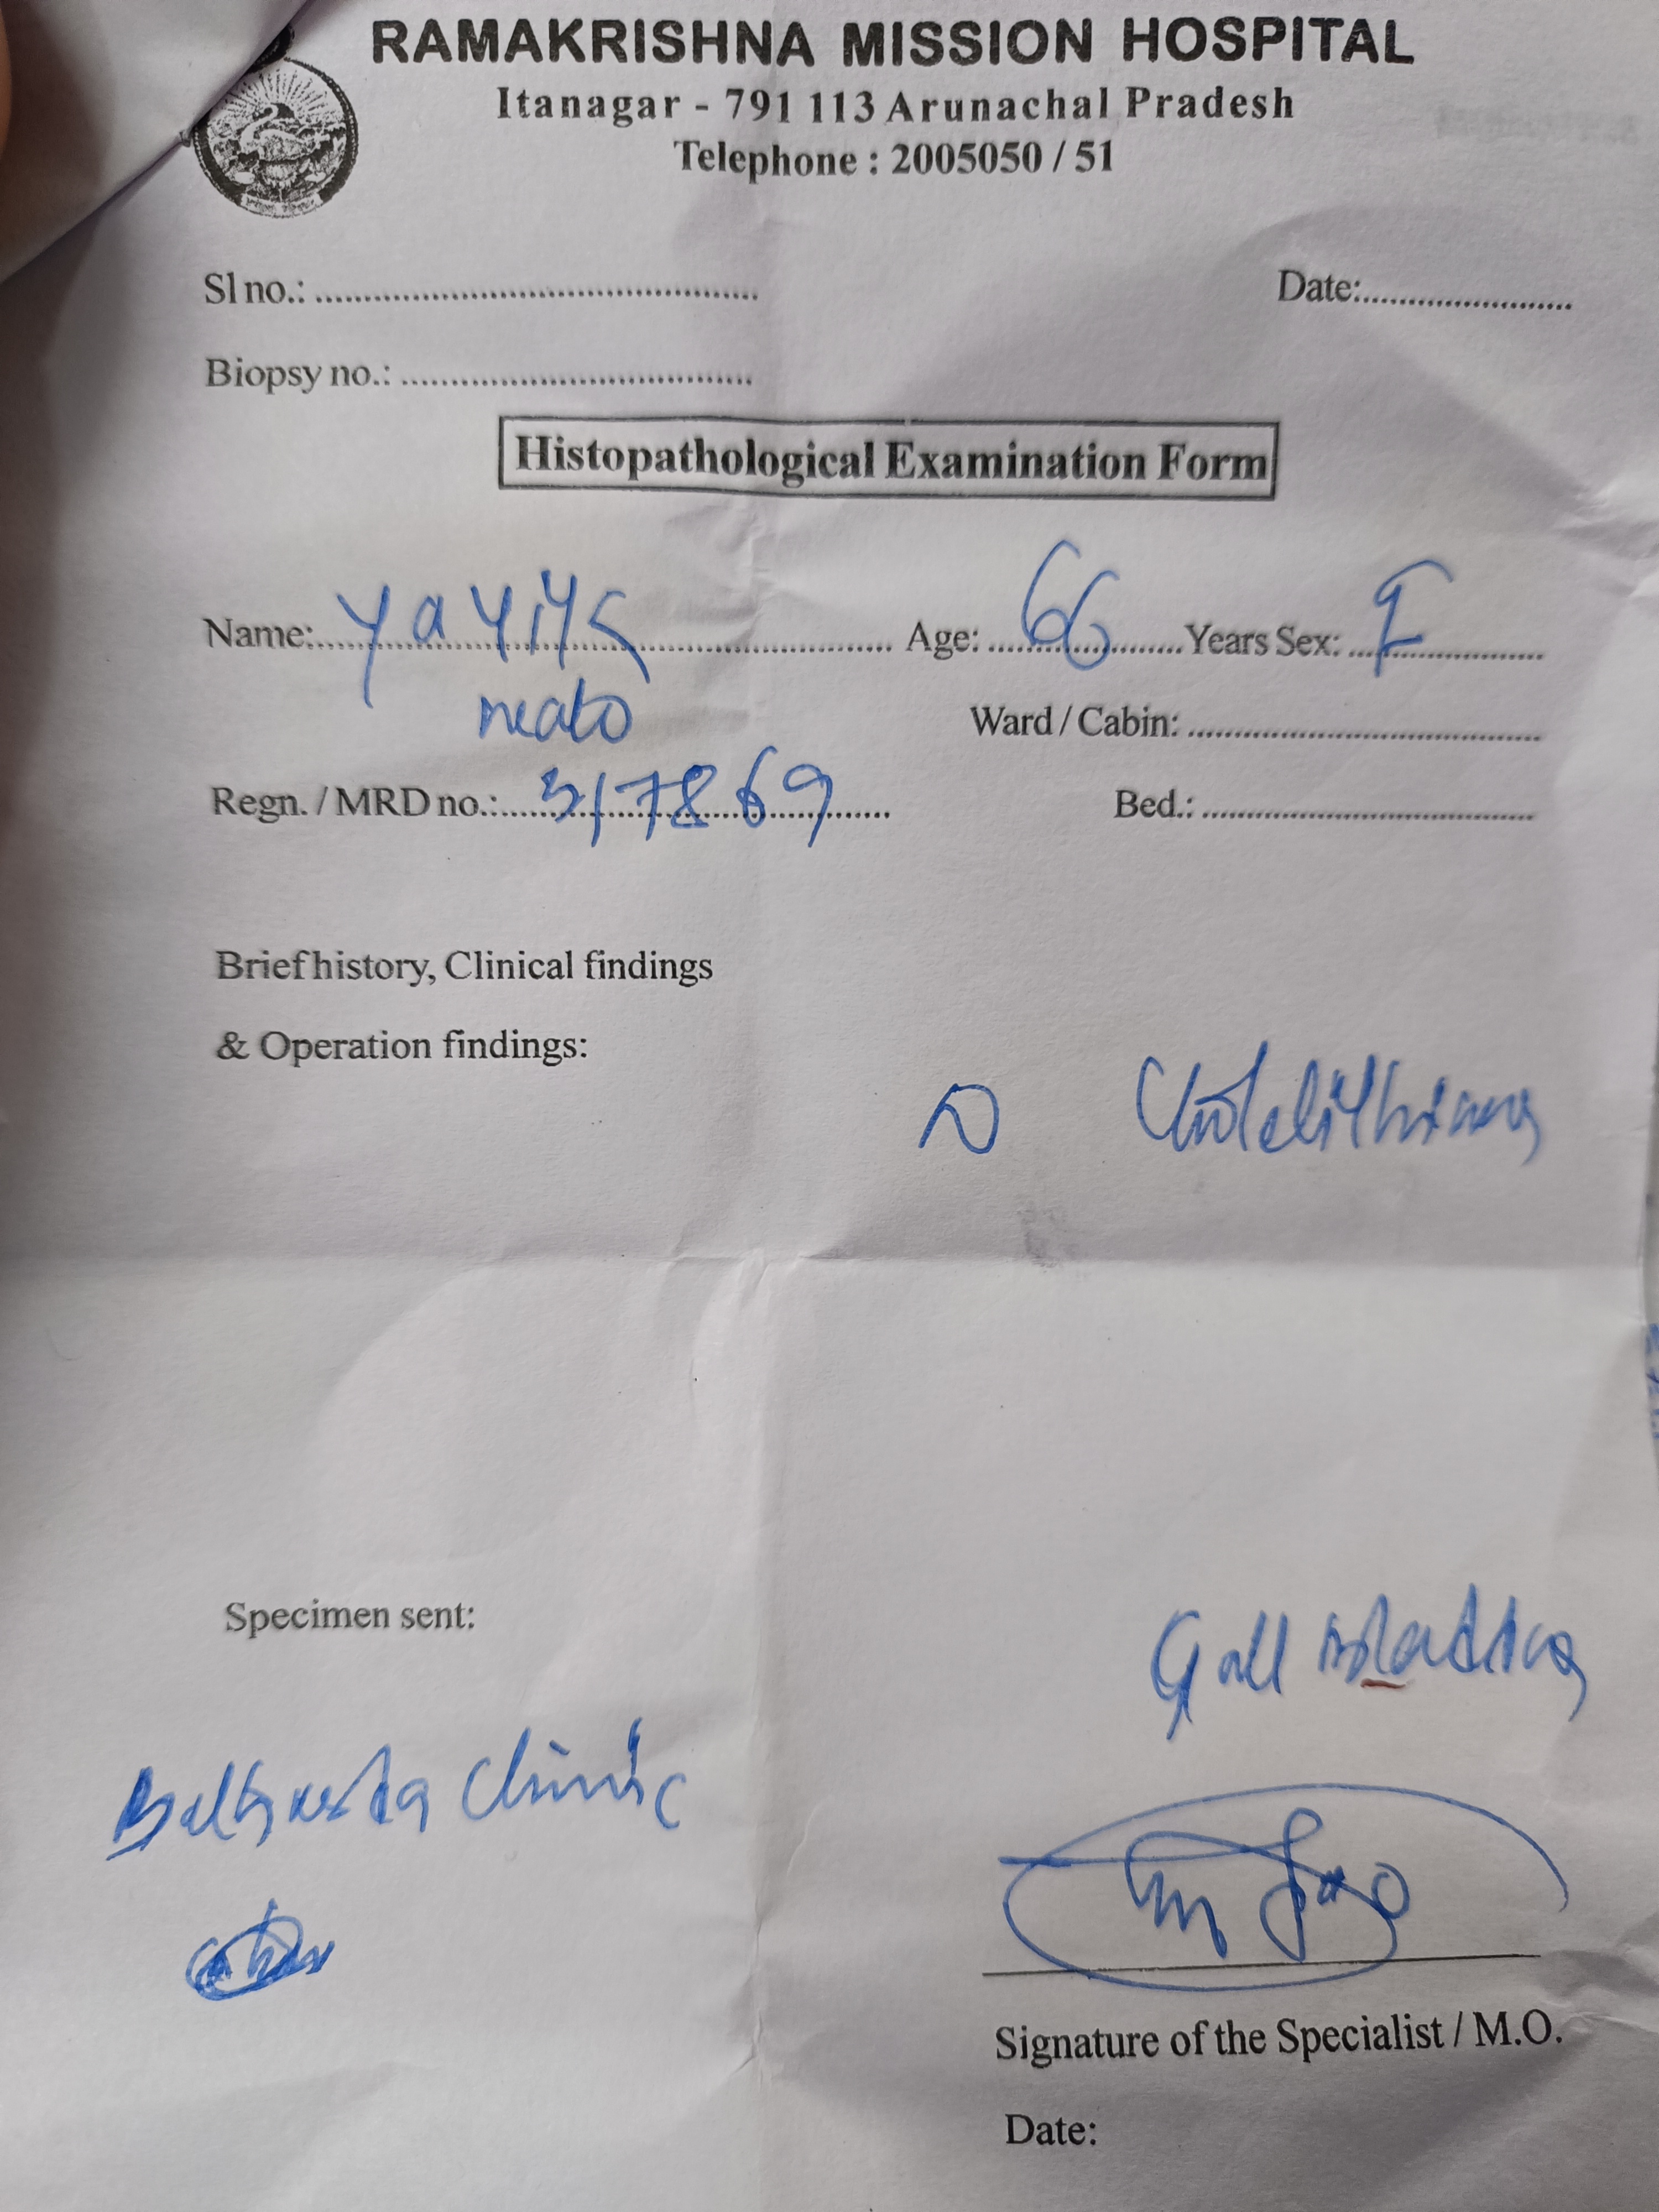 RAMAKRISHNA MISSION HOSPITAL
Itanagar - 791 113 Arunachal Pradesh
Telephone : 2005050 / 51
Sl no.: ............................................
Date:........................
Biopsy no.: ...................................
Histopathological Examination Form
Name: Age: 66 Years Sex: F
Ward / Cabin: ...................................
Regn. / MRD no.: 317869 Bed.: .................................
Brief history, Clinical findings
& Operation findings:
Cholelithiasis
Specimen sent: Gall bladder
Clinic
Signature of the Specialist / M.O.
Date: